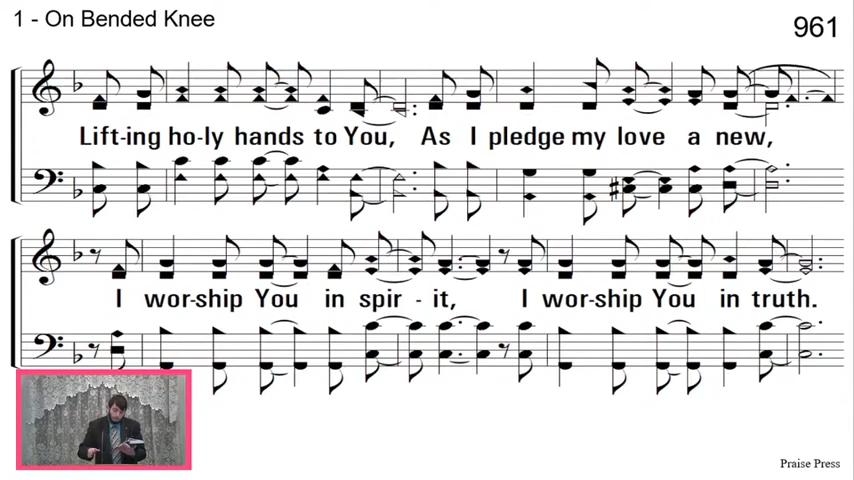 1 - On Bended Knee
961
Lift-ing ho-ly hands to You, As I pledge my love a new,
I wor-ship You in spir - it, I wor-ship You in truth.
Praise Press